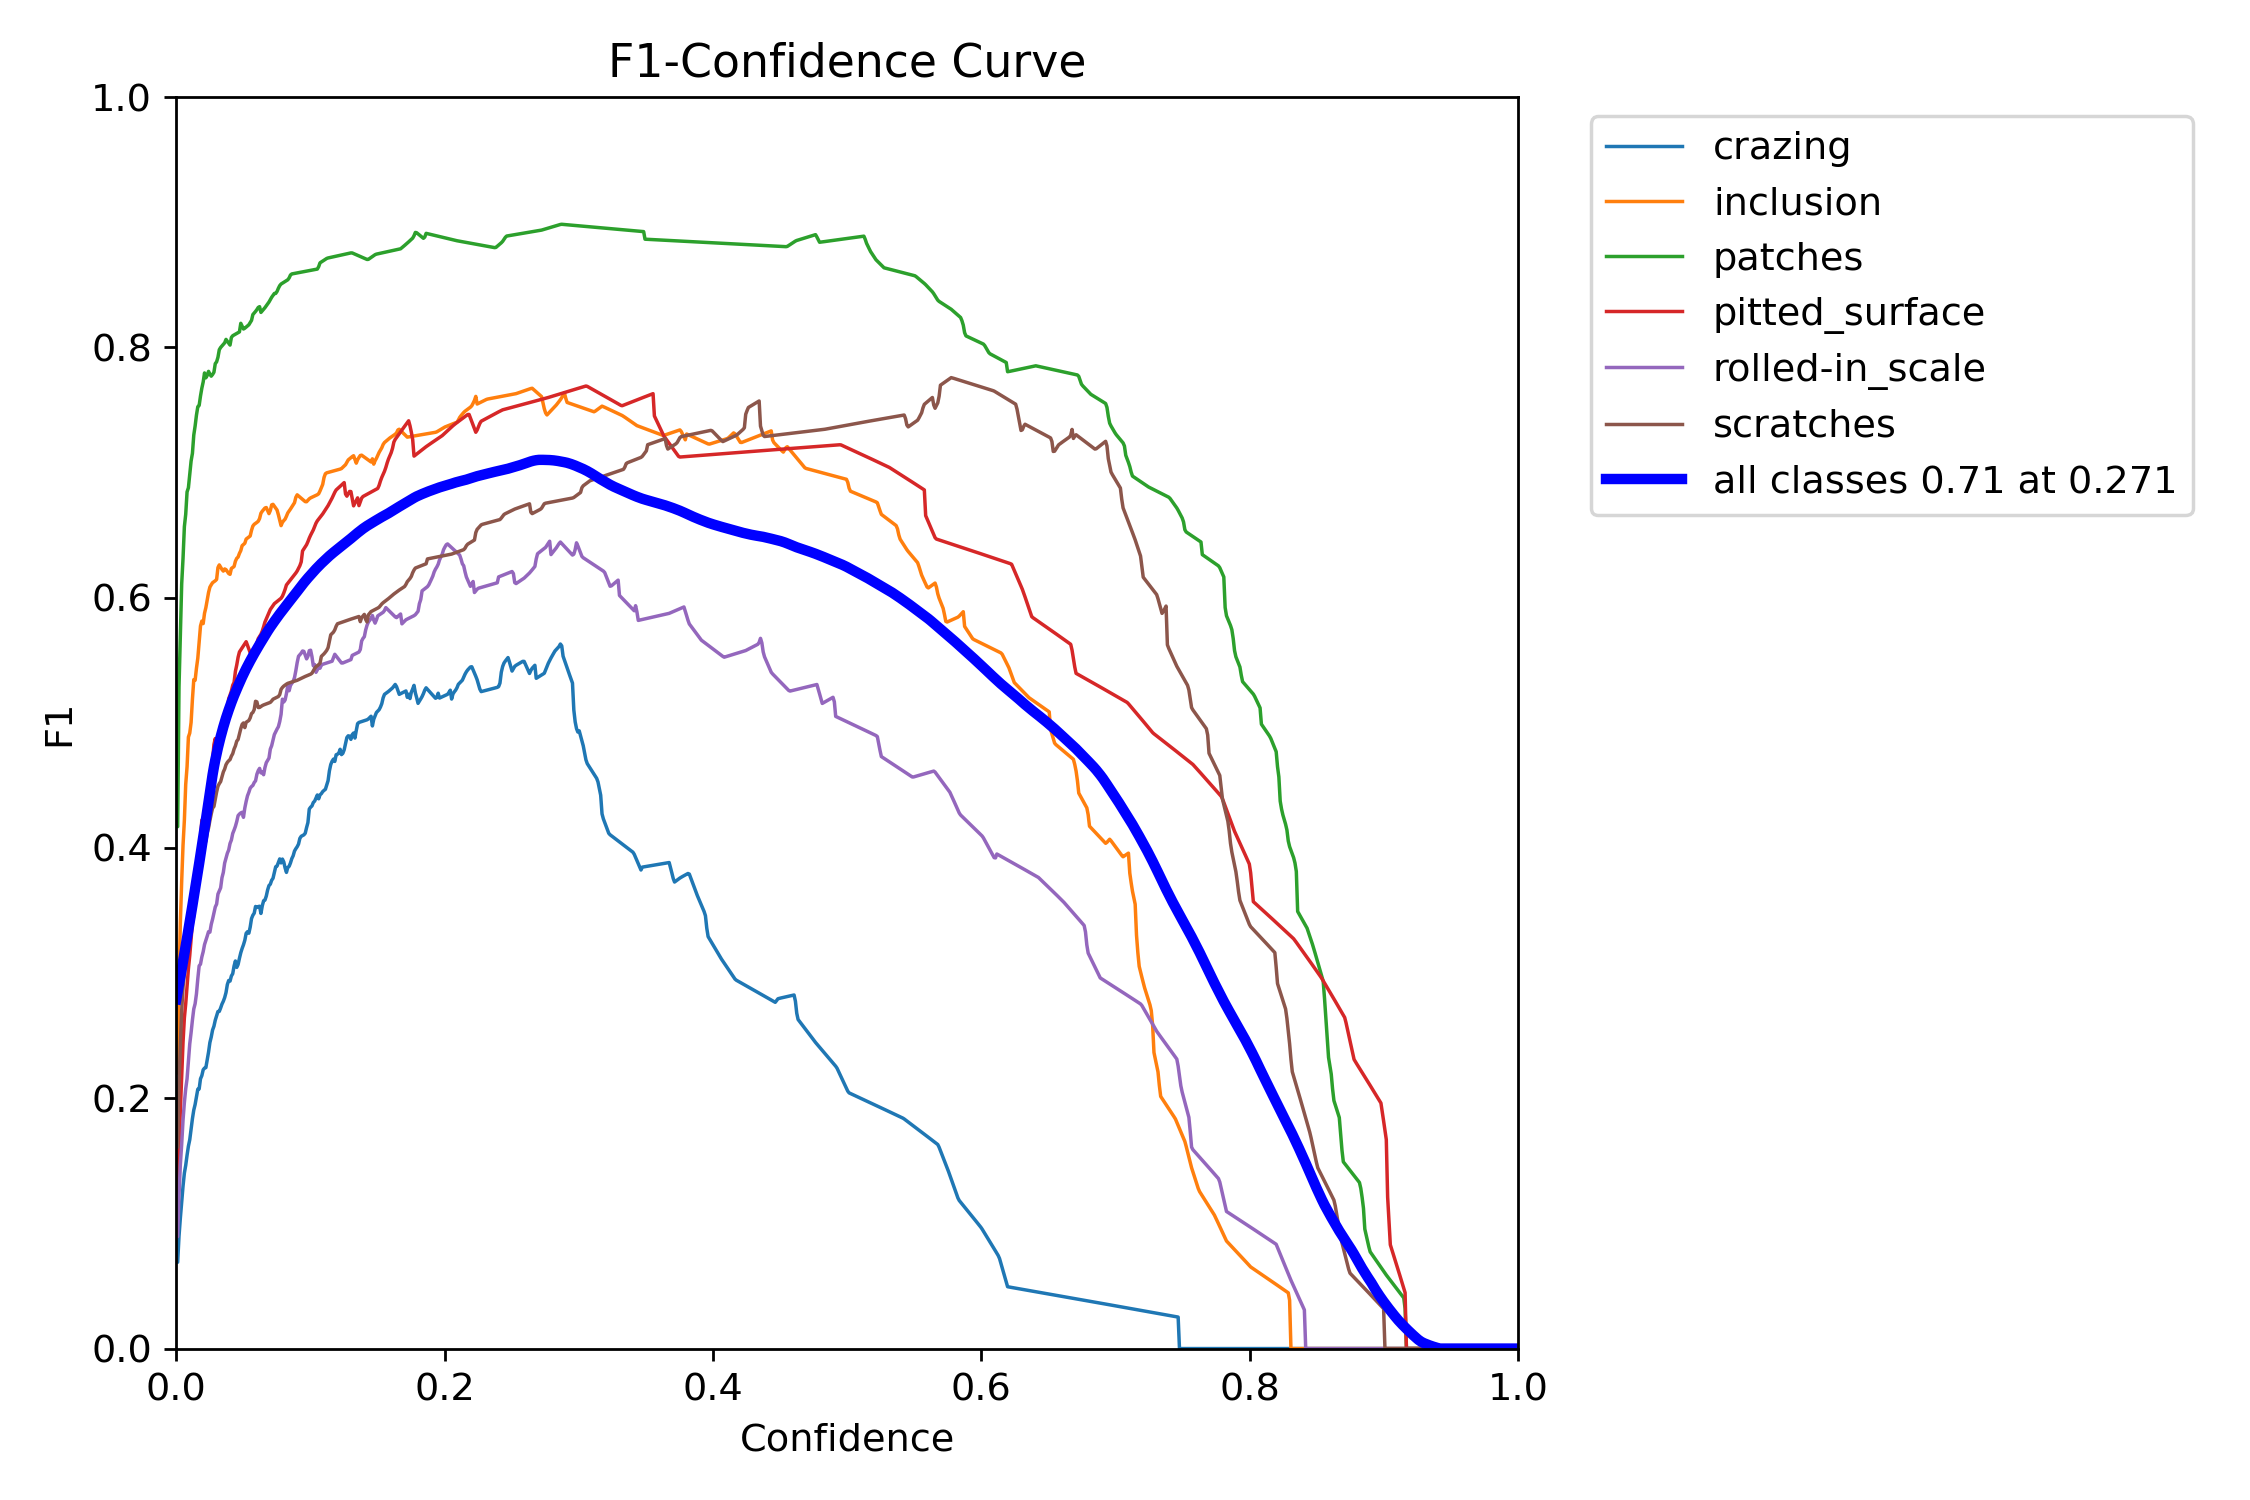 F1-Confidence Curve
1.0
0.8
0.6
0.4
0.2
0.0
F1
0.0 0.2 0.4 0.6 0.8 1.0
Confidence
crazing
inclusion
patches
pitted_surface
rolled-in_scale
scratches
all classes 0.71 at 0.271